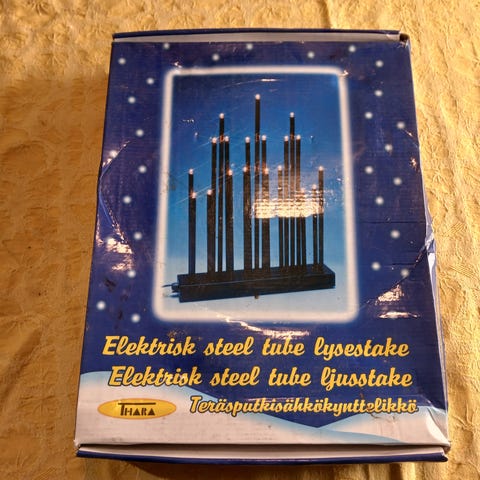 Elektrisk steel tube lysestake
Elektrisk steel tube ljusstake
THARA
Teräsputkisähkökynttelikkö